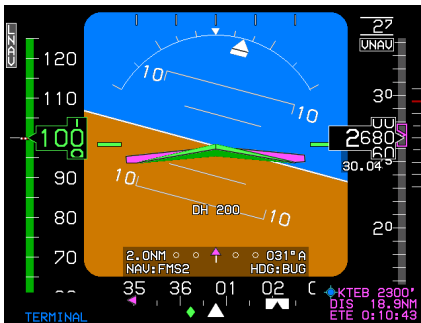 LNAV
27
VNAV
120
110
100
90
80
70
10
10
10
10
30
2680
30.04
20
DH 200
2.0NM
031°A
NAV:FMS2
HDG:BUG
35 36 01 02
KTEB 2300'
DIS 18.9NM
ETE 0:10:43
TERMINAL